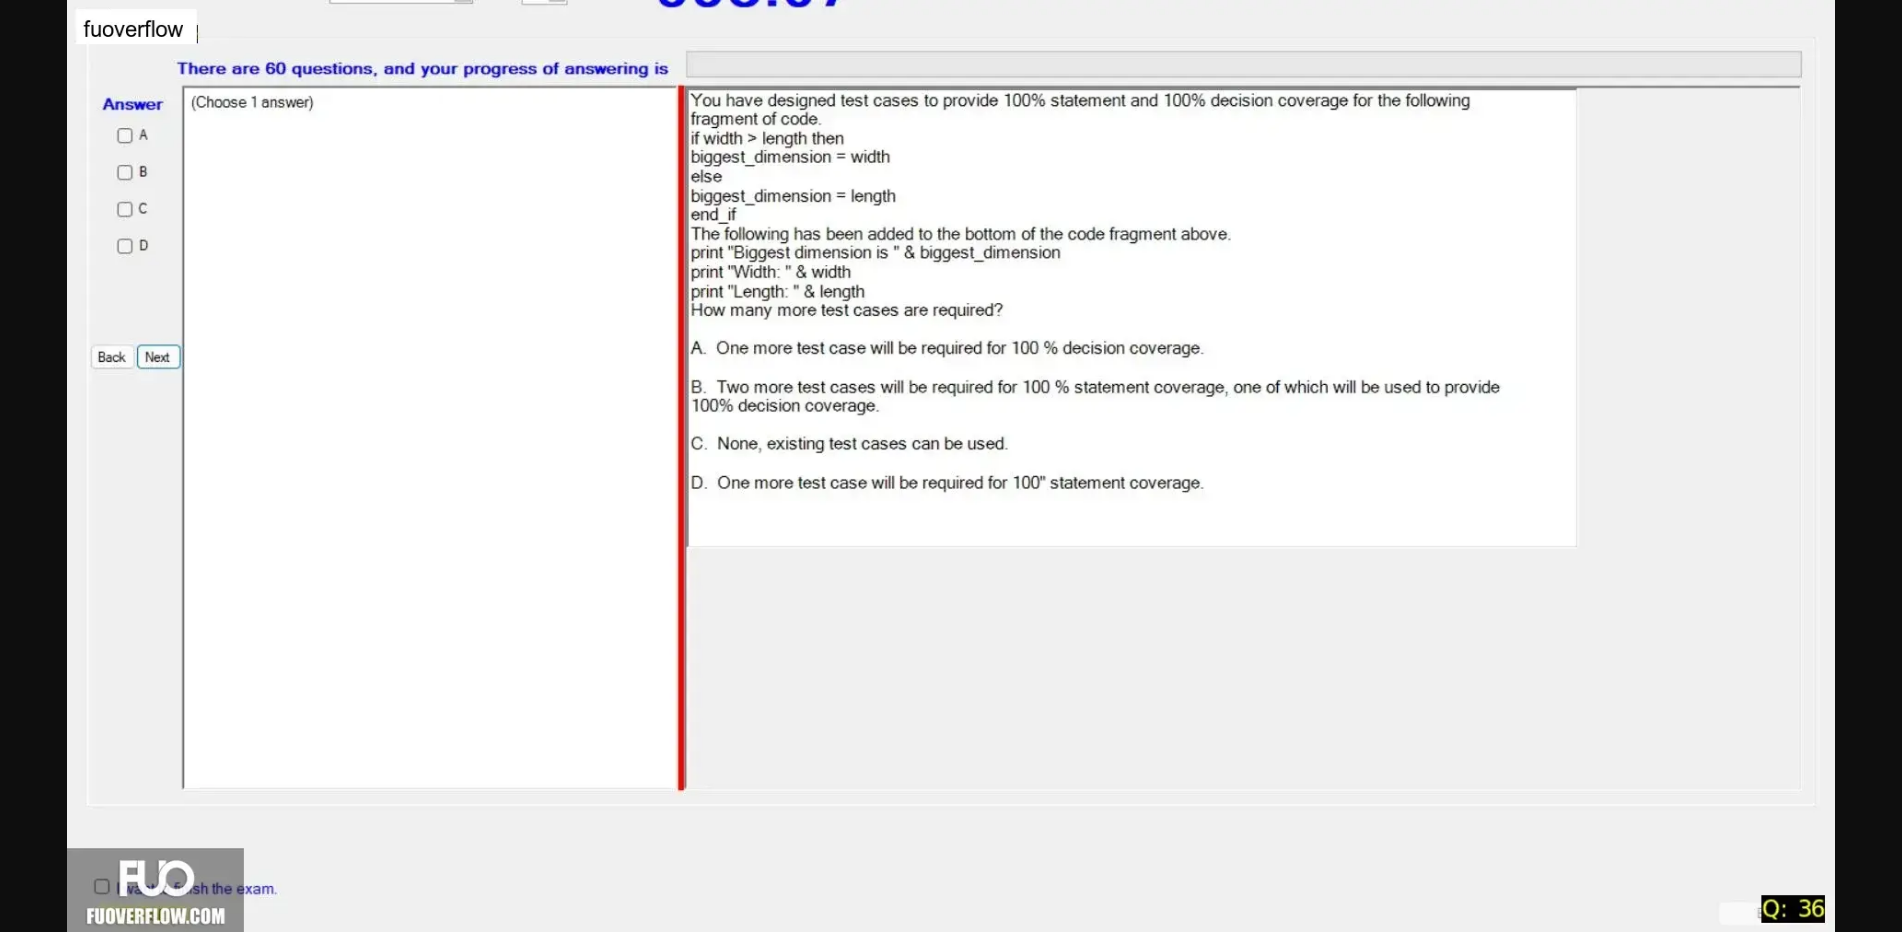 fuoverflow
There are 60 questions, and your progress of answering is
Answer
(Choose 1 answer)
A
B
C
D
Back Next
You have designed test cases to provide 100% statement and 100% decision coverage for the following
fragment of code.
if width > length then
biggest_dimension = width
else
biggest_dimension = length
end_if
The following has been added to the bottom of the code fragment above.
print "Biggest dimension is " & biggest_dimension
print "Width: " & width
print "Length: " & length
How many more test cases are required?
A. One more test case will be required for 100 % decision coverage.
B. Two more test cases will be required for 100 % statement coverage, one of which will be used to provide
100% decision coverage.
C. None, existing test cases can be used.
D. One more test case will be required for 100" statement coverage.
the exam.
FUO
FUOVERFLOW.COM
Q: 36